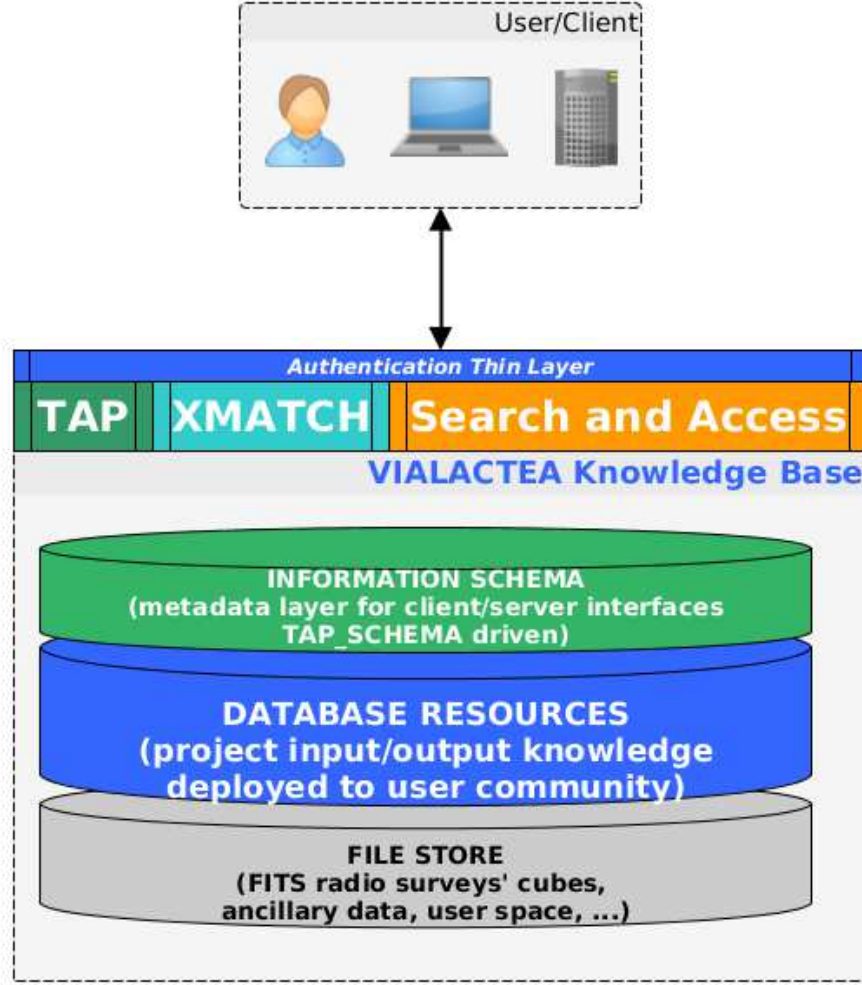 User/Client
Authentication Thin Layer
TAP XMATCH Search and Access
VIALACTEA Knowledge Base
INFORMATION SCHEMA
(metadata layer for client/server interfaces
TAP_SCHEMA driven)
DATABASE RESOURCES
(project input/output knowledge
deployed to user community)
FILE STORE
(FITS radio surveys' cubes,
ancillary data, user space, ...)